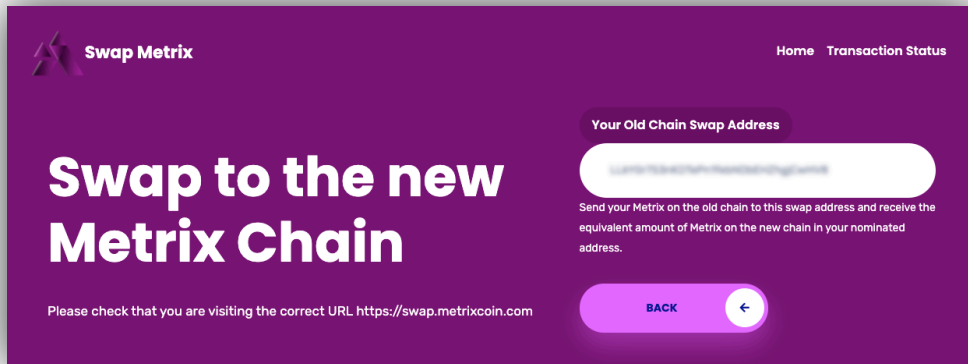 Swap Metrix
Home Transaction Status
Your Old Chain Swap Address
Swap to the new
Metrix Chain
Send your Metrix on the old chain to this swap address and receive the
equivalent amount of Metrix on the new chain in your nominated
address.
BACK
Please check that you are visiting the correct URL https://swap.metrixcoin.com